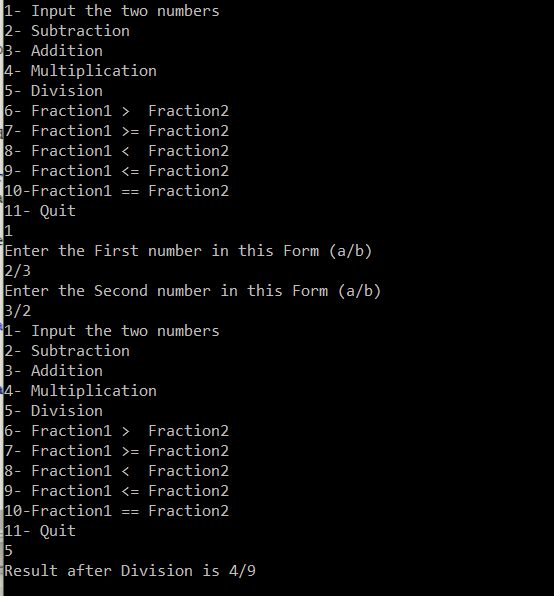 1- Input the two numbers
2- Subtraction
3- Addition
4- Multiplication
5- Division
6- Fraction1 >  Fraction2
7- Fraction1 >= Fraction2
8- Fraction1 <  Fraction2
9- Fraction1 <= Fraction2
10-Fraction1 == Fraction2
11- Quit
1
Enter the First number in this Form (a/b)
2/3
Enter the Second number in this Form (a/b)
3/2
1- Input the two numbers
2- Subtraction
3- Addition
4- Multiplication
5- Division
6- Fraction1 >  Fraction2
7- Fraction1 >= Fraction2
8- Fraction1 <  Fraction2
9- Fraction1 <= Fraction2
10-Fraction1 == Fraction2
11- Quit
5
Result after Division is 4/9